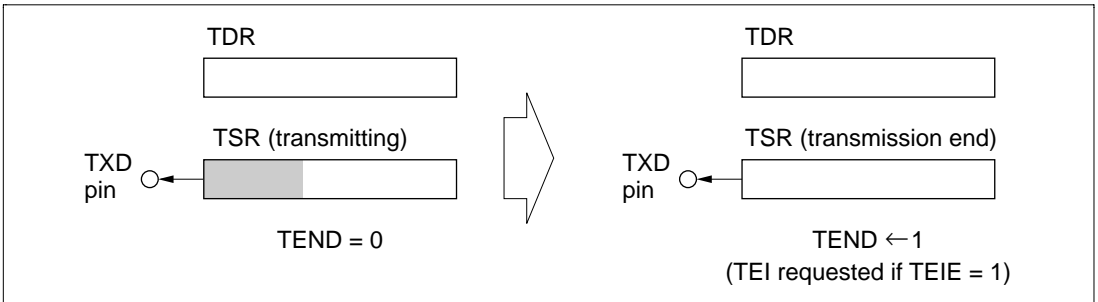 TDR
TSR (transmitting)
TXD
pin
TEND = 0
TDR
TSR (transmission end)
TXD
pin
TEND ← 1
(TEI requested if TEIE = 1)